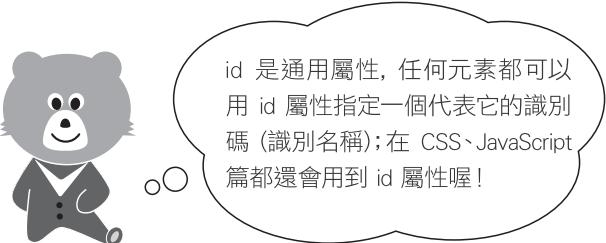 id 是通用屬性, 任何元素都可以
用 id 屬性指定一個代表它的識別
碼 (識別名稱);在 CSS、JavaScript
篇都還會用到 id 屬性喔!